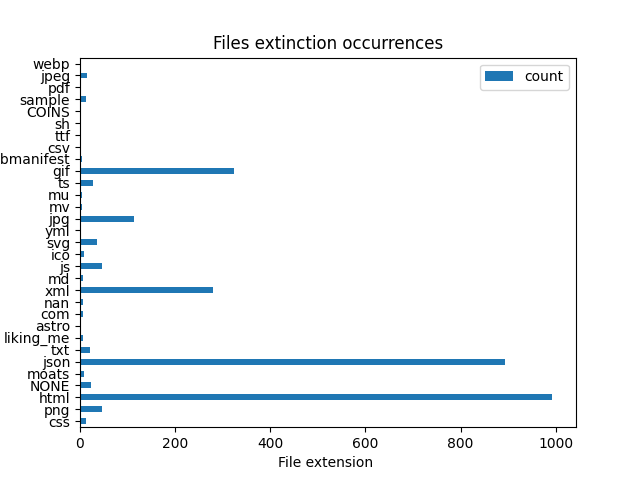 Files extinction occurrences
count
webp
jpeg
pdf
sample
COINS
sh
ttf
csv
bmanifest
gif
ts
mu
mv
jpg
yml
svg
ico
js
md
xml
nan
com
astro
liking_me
txt
json
moats
NONE
html
png
css
0 200 400 600 800 1000
File extension